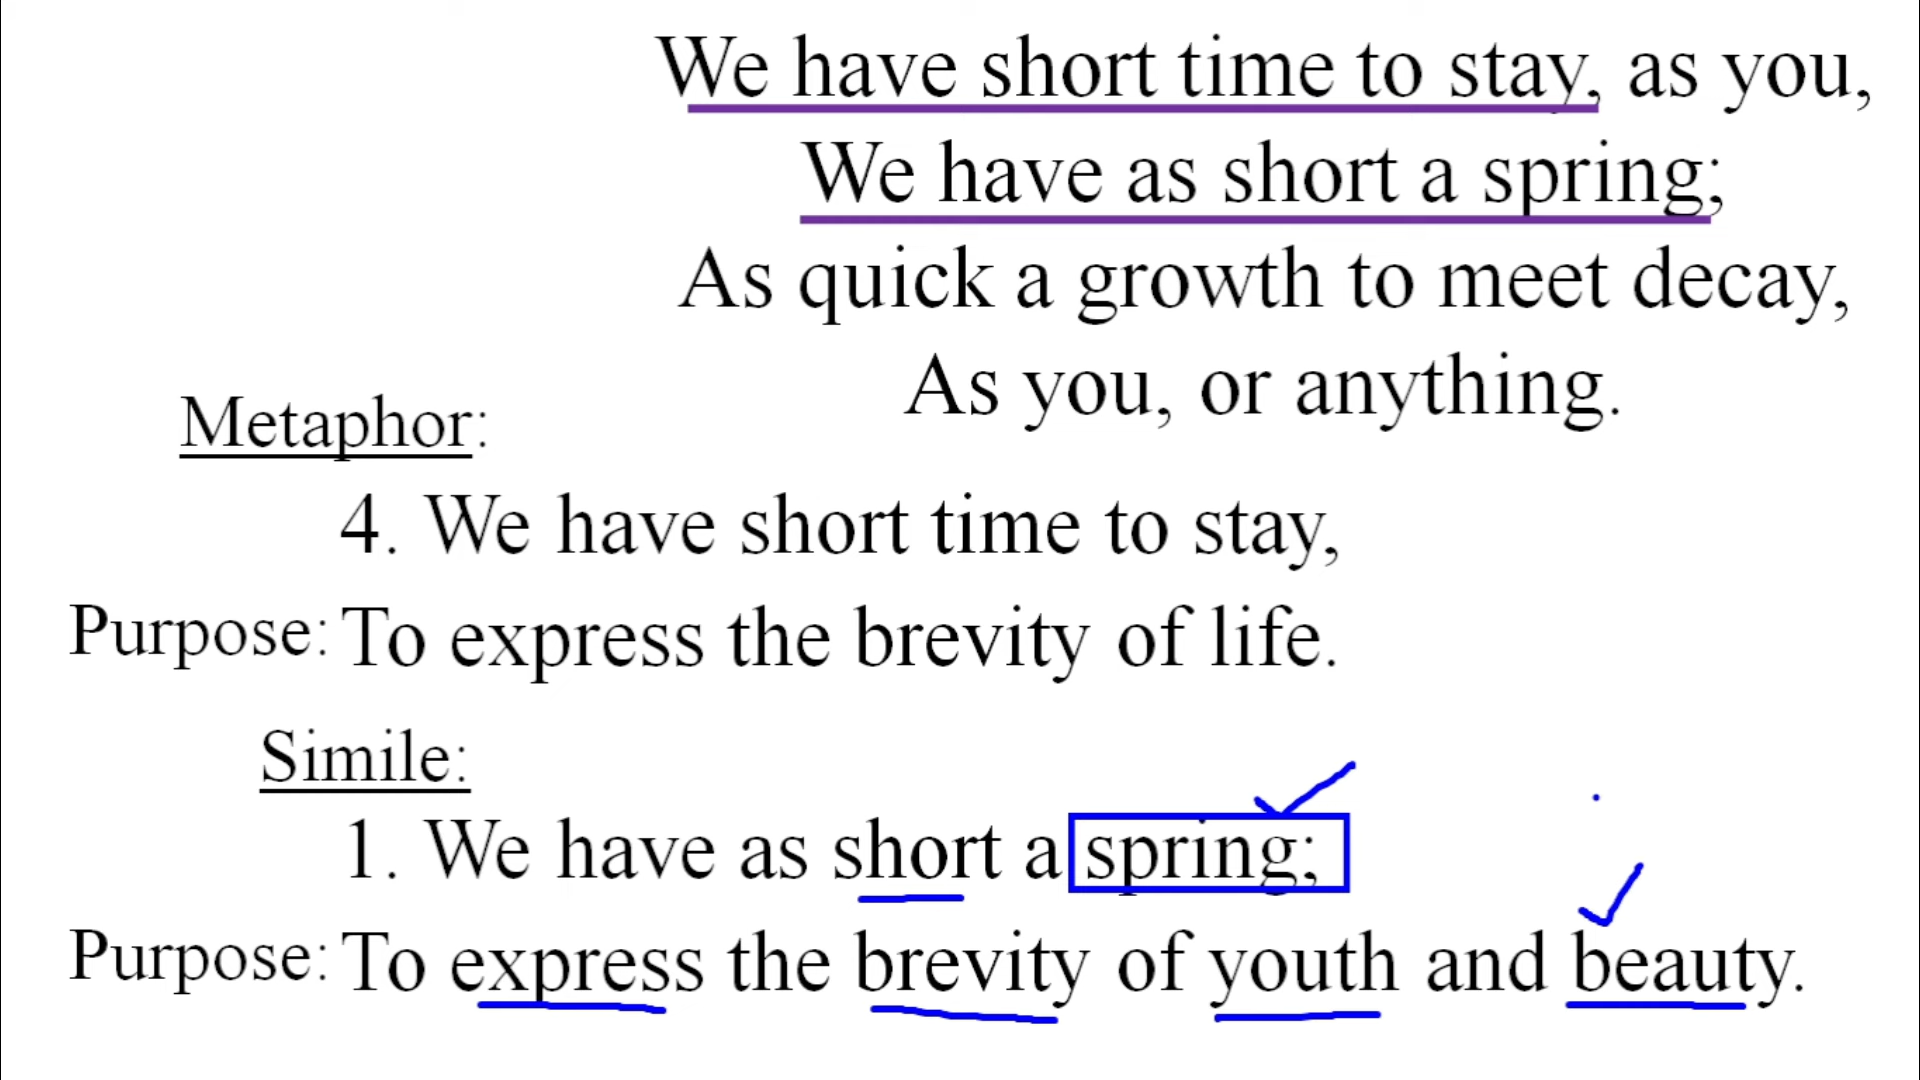 We have short time to stay, as you,
We have as short a spring;
As quick a growth to meet decay,
As you, or anything.
Metaphor:
4. We have short time to stay,
Purpose: To express the brevity of life.
Simile:
1. We have as short a spring;
Purpose: To express the brevity of youth and beauty.